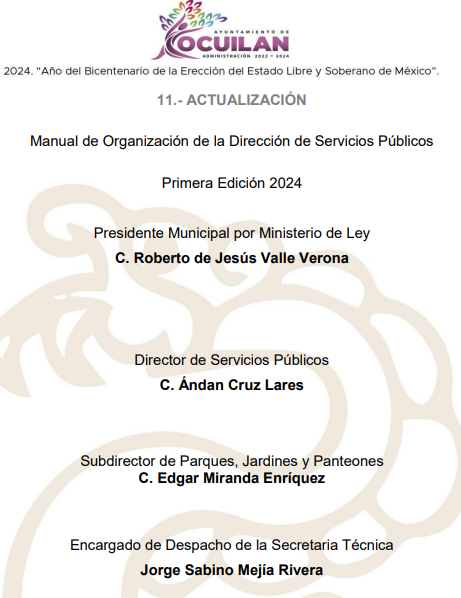 AYUNTAMIENTO DE
OCUILAN
ADMINISTRACIÓN 2022 - 2024
2024. "Año del Bicentenario de la Erección del Estado Libre y Soberano de México".
11.- ACTUALIZACIÓN
Manual de Organización de la Dirección de Servicios Públicos
Primera Edición 2024
Presidente Municipal por Ministerio de Ley
C. Roberto de Jesús Valle Verona
Director de Servicios Públicos
C. Ándan Cruz Lares
Subdirector de Parques, Jardines y Panteones
C. Edgar Miranda Enríquez
Encargado de Despacho de la Secretaria Técnica
Jorge Sabino Mejía Rivera